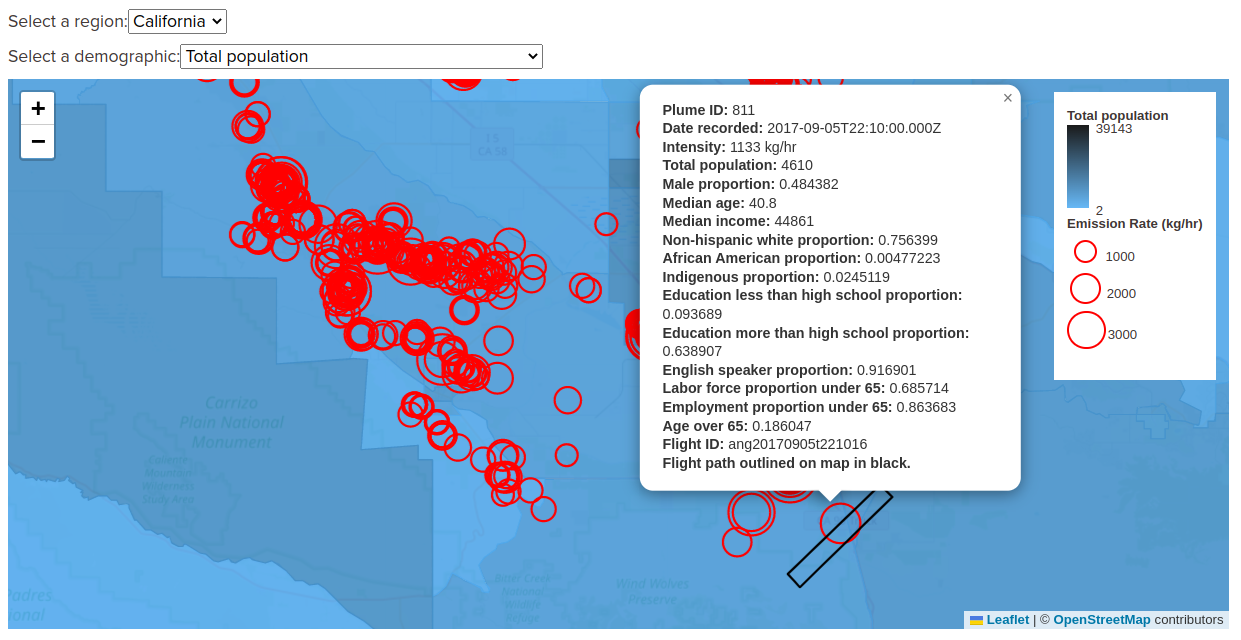 Select a region: California
Select a demographic: Total population
+
−
15
CA 58
Carrizo
Plain National
Monument
Caliente
Mountain
Wilderness
Study Area
Bitter Creek
National
Wildlife
Refuge
Wind Wolves
Preserve
Padres
ional
×
Plume ID: 811
Date recorded: 2017-09-05T22:10:00.000Z
Intensity: 1133 kg/hr
Total population: 4610
Male proportion: 0.484382
Median age: 40.8
Median income: 44861
Non-hispanic white proportion: 0.756399
African American proportion: 0.00477223
Indigenous proportion: 0.0245119
Education less than high school proportion:
0.093689
Education more than high school proportion:
0.638907
English speaker proportion: 0.916901
Labor force proportion under 65: 0.685714
Employment proportion under 65: 0.863683
Age over 65: 0.186047
Flight ID: ang20170905t221016
Flight path outlined on map in black.
Total population
39143
2
Emission Rate (kg/hr)
1000
2000
3000
Leaflet | © OpenStreetMap contributors